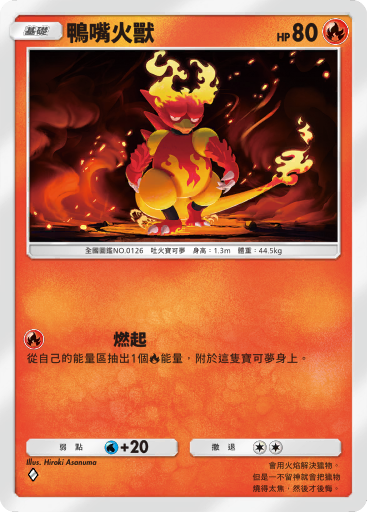 基礎 鴨嘴火獸 HP 80
全國圖鑑NO.0126 吐火寶可夢 身高：1.3m 體重：44.5kg
燃起
從自己的能量區抽出1個能量，附於這隻寶可夢身上。
弱點 +20 撤退
Illus. Hiroki Asanuma
會用火焰解決獵物。
但是一不留神就會把獵物
燒得太焦，然後才後悔。